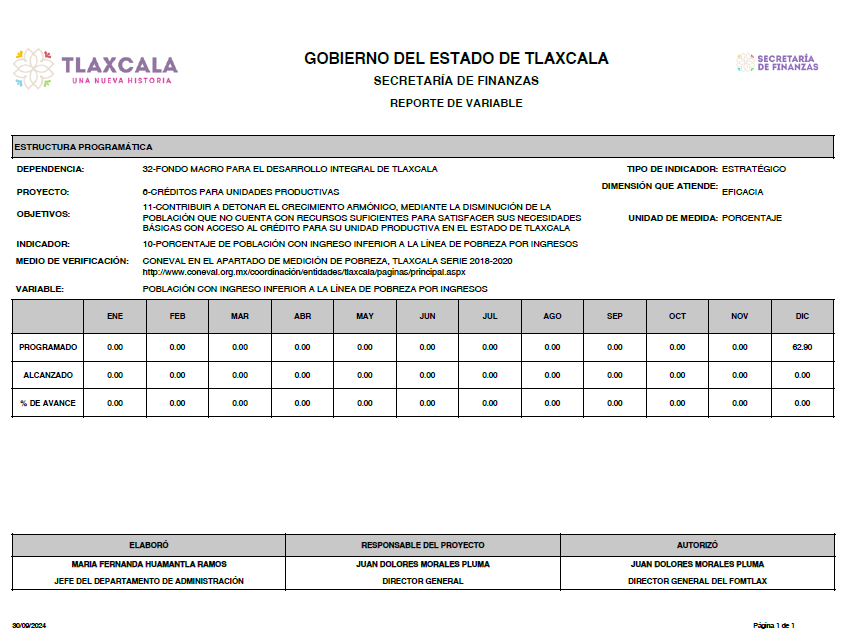 TLAXCALA
UNA NUEVA HISTORIA
GOBIERNO DEL ESTADO DE TLAXCALA
SECRETARÍA DE FINANZAS
REPORTE DE VARIABLE
SECRETARÍA
DE FINANZAS
ESTRUCTURA PROGRAMÁTICA
DEPENDENCIA: 32-FONDO MACRO PARA EL DESARROLLO INTEGRAL DE TLAXCALA TIPO DE INDICADOR: ESTRATÉGICO
PROYECTO: 6-CRÉDITOS PARA UNIDADES PRODUCTIVAS DIMENSIÓN QUE ATIENDE: EFICACIA
OBJETIVOS: 11-CONTRIBUIR A DETONAR EL CRECIMIENTO ARMÓNICO, MEDIANTE LA DISMINUCIÓN DE LA
POBLACIÓN QUE NO CUENTA CON RECURSOS SUFICIENTES PARA SATISFACER SUS NECESIDADES UNIDAD DE MEDIDA: PORCENTAJE
BÁSICAS CON ACCESO AL CRÉDITO PARA SU UNIDAD PRODUCTIVA EN EL ESTADO DE TLAXCALA
INDICADOR: 10-PORCENTAJE DE POBLACIÓN CON INGRESO INFERIOR A LA LÍNEA DE POBREZA POR INGRESOS
MEDIO DE VERIFICACIÓN: CONEVAL EN EL APARTADO DE MEDICIÓN DE POBREZA, TLAXCALA SERIE 2018-2020
http://www.coneval.org.mx/coordinación/entidades/tlaxcala/paginas/principal.aspx
VARIABLE: POBLACIÓN CON INGRESO INFERIOR A LA LÍNEA DE POBREZA POR INGRESOS
ENE FEB MAR ABR MAY JUN JUL AGO SEP OCT NOV DIC
PROGRAMADO 0.00 0.00 0.00 0.00 0.00 0.00 0.00 0.00 0.00 0.00 0.00 62.90
ALCANZADO 0.00 0.00 0.00 0.00 0.00 0.00 0.00 0.00 0.00 0.00 0.00 0.00
% DE AVANCE 0.00 0.00 0.00 0.00 0.00 0.00 0.00 0.00 0.00 0.00 0.00 0.00
ELABORÓ RESPONSABLE DEL PROYECTO AUTORIZÓ
MARIA FERNANDA HUAMANTLA RAMOS JUAN DOLORES MORALES PLUMA JUAN DOLORES MORALES PLUMA
JEFE DEL DEPARTAMENTO DE ADMINISTRACIÓN DIRECTOR GENERAL DIRECTOR GENERAL DEL FOMTLAX
30/09/2024 Página 1 de 1